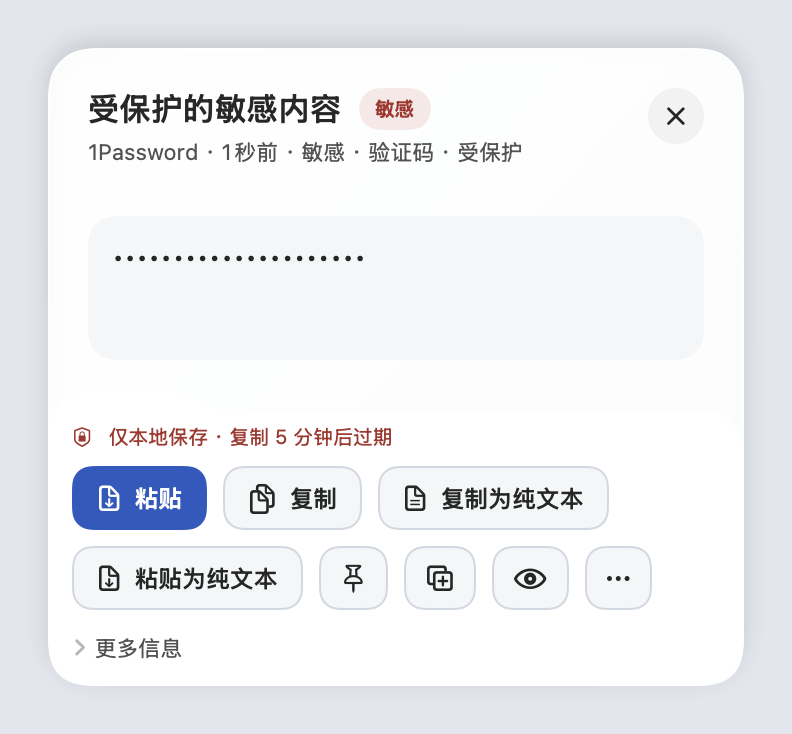 受保护的敏感内容 敏感
1Password · 1秒前 · 敏感 · 验证码 · 受保护
•••••••••••••••••••••
仅本地保存 · 复制 5 分钟后过期
粘贴 复制 复制为纯文本
粘贴为纯文本
更多信息